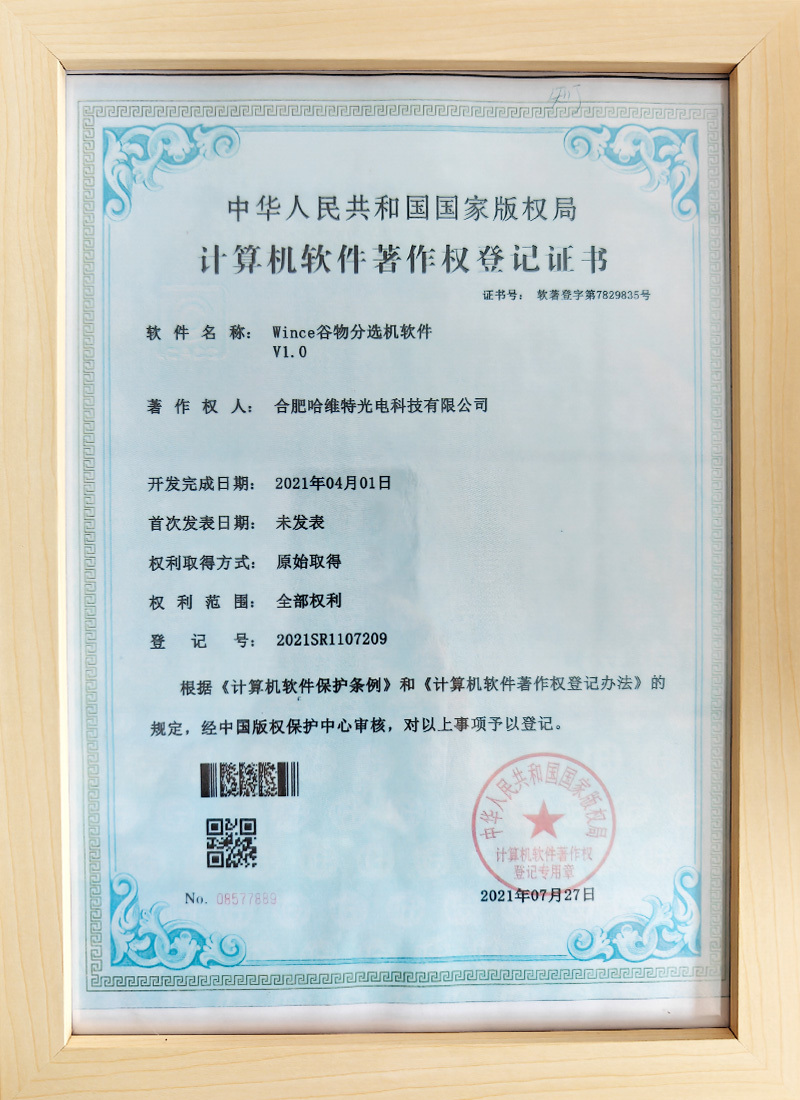 中华人民共和国国家版权局
计算机软件著作权登记证书
证书号： 软著登字第7829835号
软件名称： Wince谷物分选机软件
V1.0
著作权人： 合肥哈维特光电科技有限公司
开发完成日期： 2021年04月01日
首次发表日期： 未发表
权利取得方式： 原始取得
权利范围： 全部权利
登记号： 2021SR1107209
根据《计算机软件保护条例》和《计算机软件著作权登记办法》的
规定，经中国版权保护中心审核，对以上事项予以登记。
中华人民共和国国家版权局
计算机软件著作权
登记专用章
No. 08577889
2021年07月27日